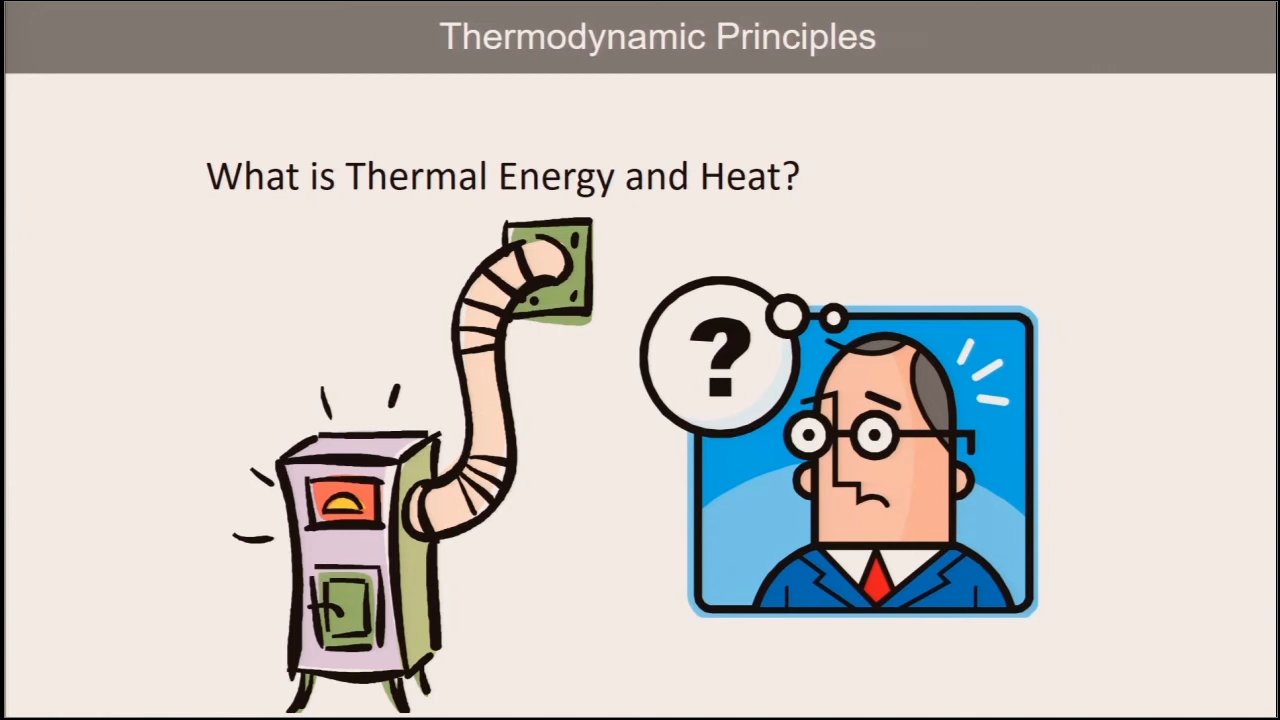 Thermodynamic Principles
What is Thermal Energy and Heat?
?